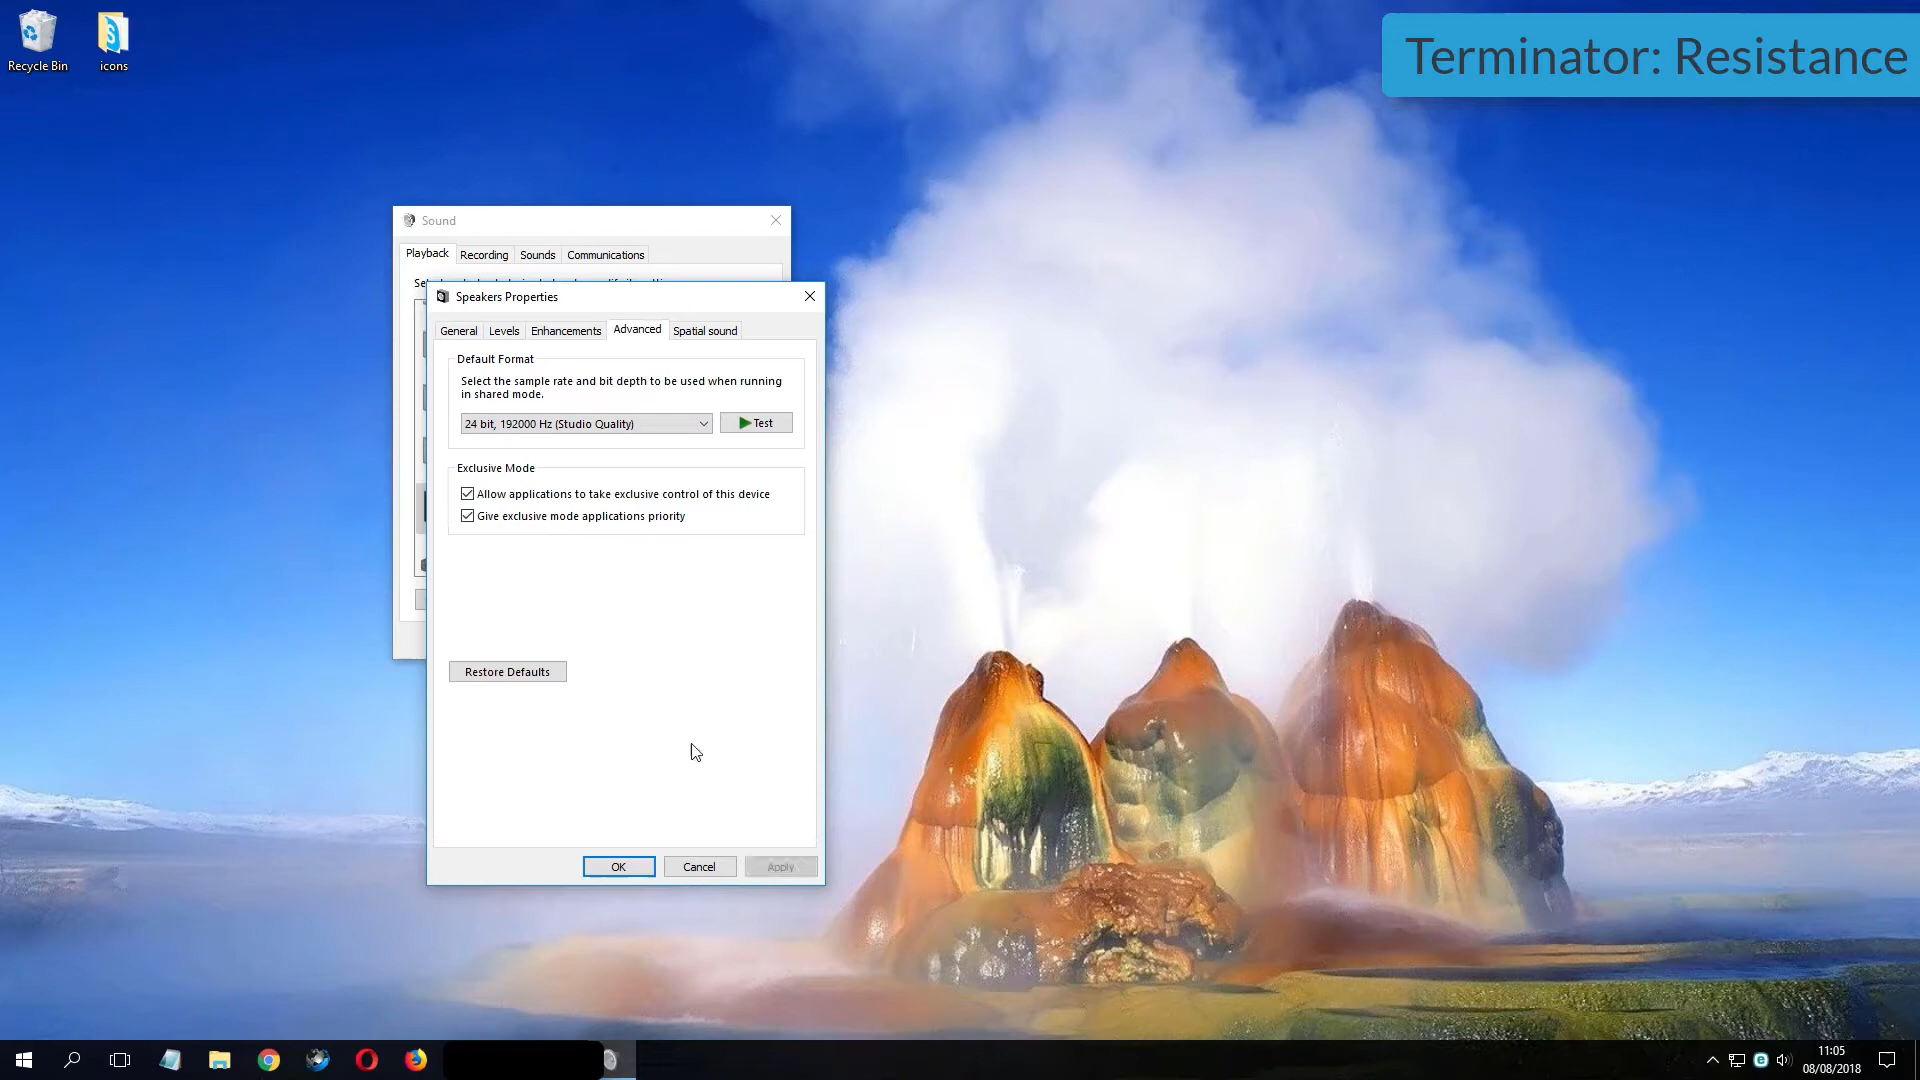 Recycle Bin
icons
Terminator: Resistance
Sound
Playback
Recording
Sounds
Communications
Speakers Properties
General
Levels
Enhancements
Advanced
Spatial sound
Default Format
Select the sample rate and bit depth to be used when running
in shared mode.
24 bit, 192000 Hz (Studio Quality)
Test
Exclusive Mode
Allow applications to take exclusive control of this device
Give exclusive mode applications priority
Restore Defaults
OK
Cancel
Apply
11:05
08/08/2018